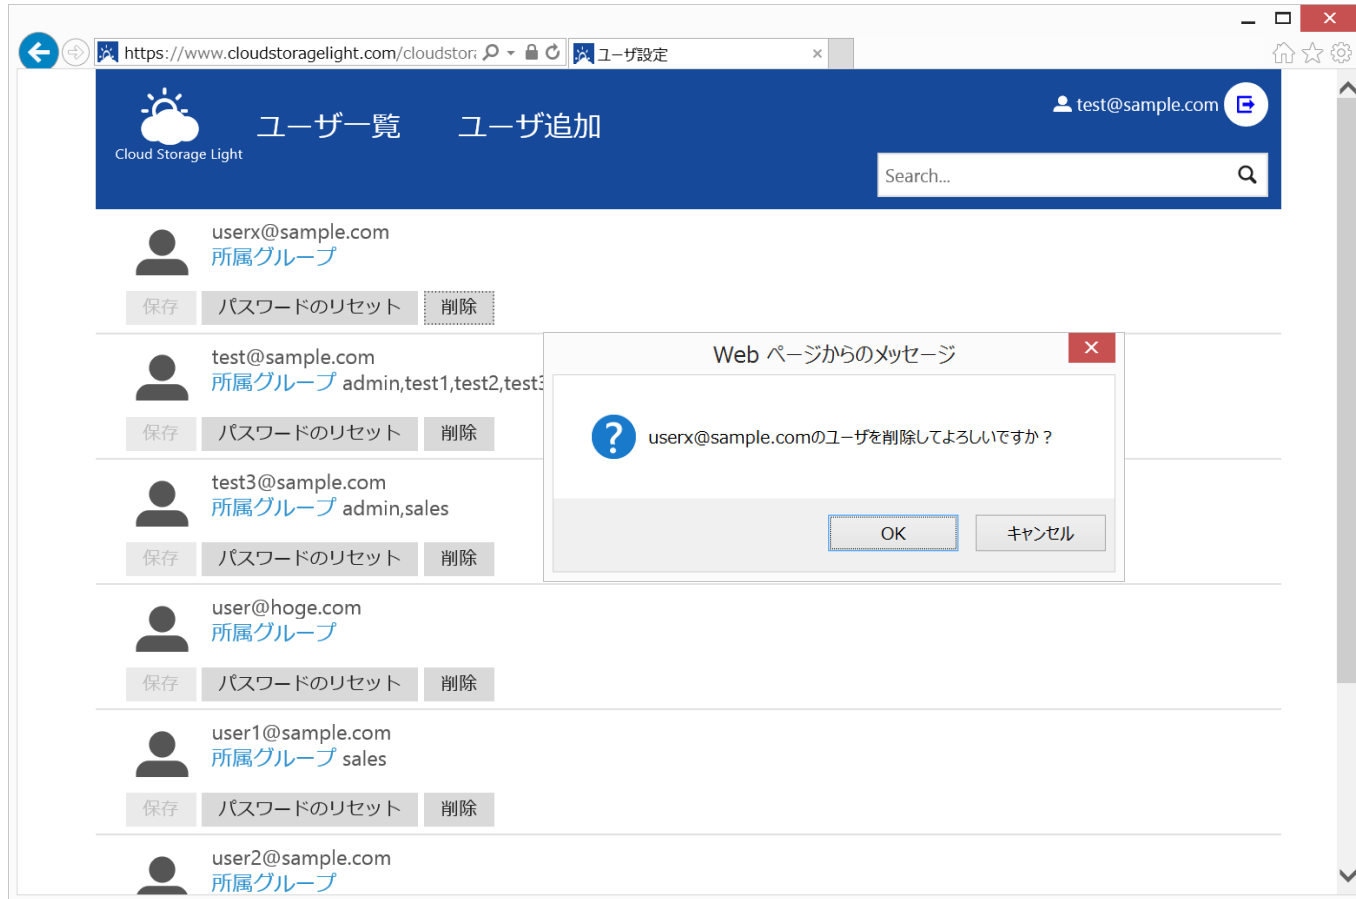 https://www.cloudstoragelight.com/cloudstor
ユーザ設定
ユーザ一覧
ユーザ追加
test@sample.com
Cloud Storage Light
Search...
userx@sample.com
所属グループ
保存
パスワードのリセット
削除
test@sample.com
所属グループ admin,test1,test2,test3
保存
パスワードのリセット
削除
Web ページからのメッセージ
userx@sample.comのユーザを削除してよろしいですか？
OK
キャンセル
test3@sample.com
所属グループ admin,sales
保存
パスワードのリセット
削除
user@hoge.com
所属グループ
保存
パスワードのリセット
削除
user1@sample.com
所属グループ sales
保存
パスワードのリセット
削除
user2@sample.com
所属グループ